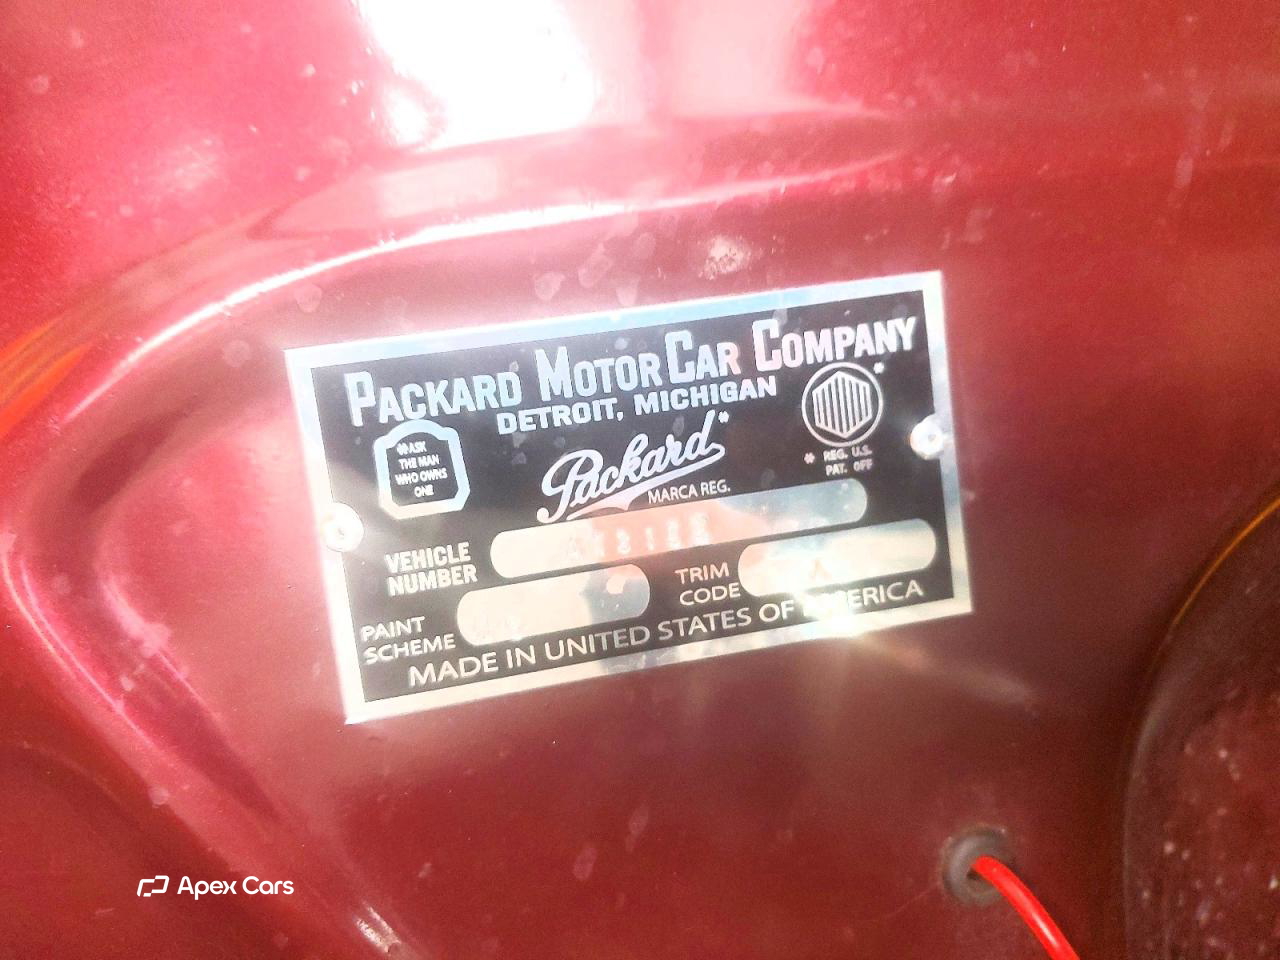 PACKARD MOTOR CAR COMPANY
DETROIT, MICHIGAN
ASK
THE MAN
WHO OWNS
ONE
Packard*
MARCA REG.
* REG. U.S.
PAT. OFF
VEHICLE
NUMBER
PAINT
SCHEME
TRIM
CODE
MADE IN UNITED STATES OF AMERICA
Apex Cars